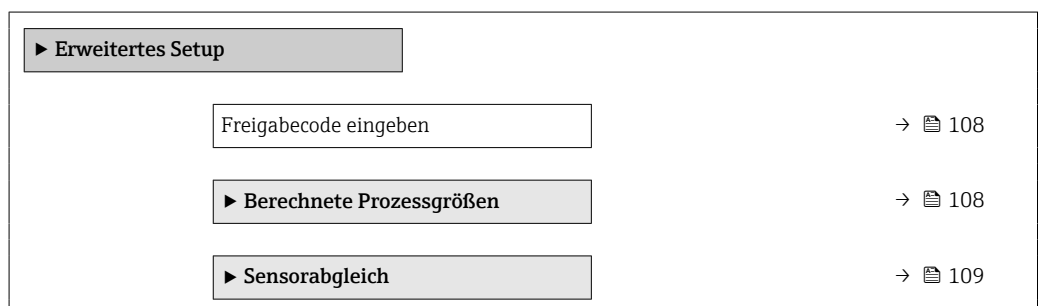 ▶ Erweitertes Setup
Freigabecode eingeben → 108
▶ Berechnete Prozessgrößen → 108
▶ Sensorabgleich → 109